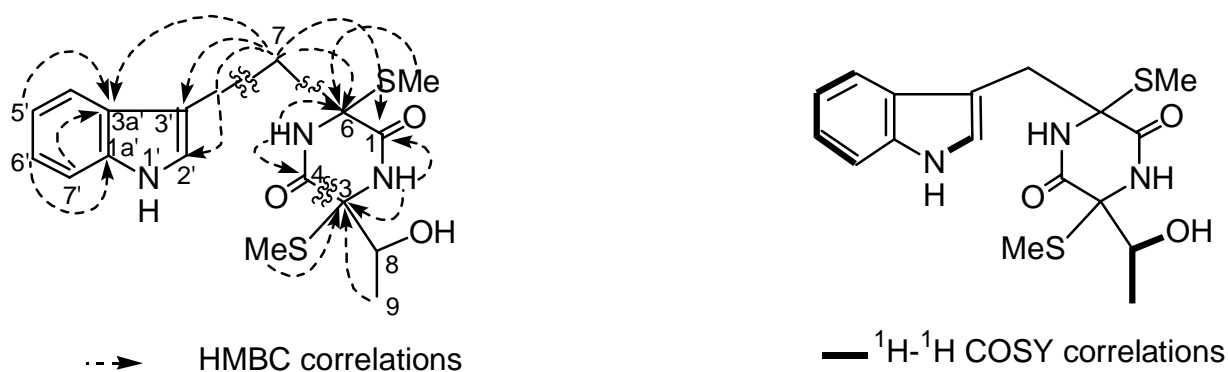 7
SMe
5'
3a'
3'
6
O
HN
1
6'
1a'
1'
4
N
2'
NH
7'
O
3
H
MeS
OH
8
9
HMBC correlations
SMe
HN
O
N
O
NH
H
MeS
OH
¹H-¹H COSY correlations